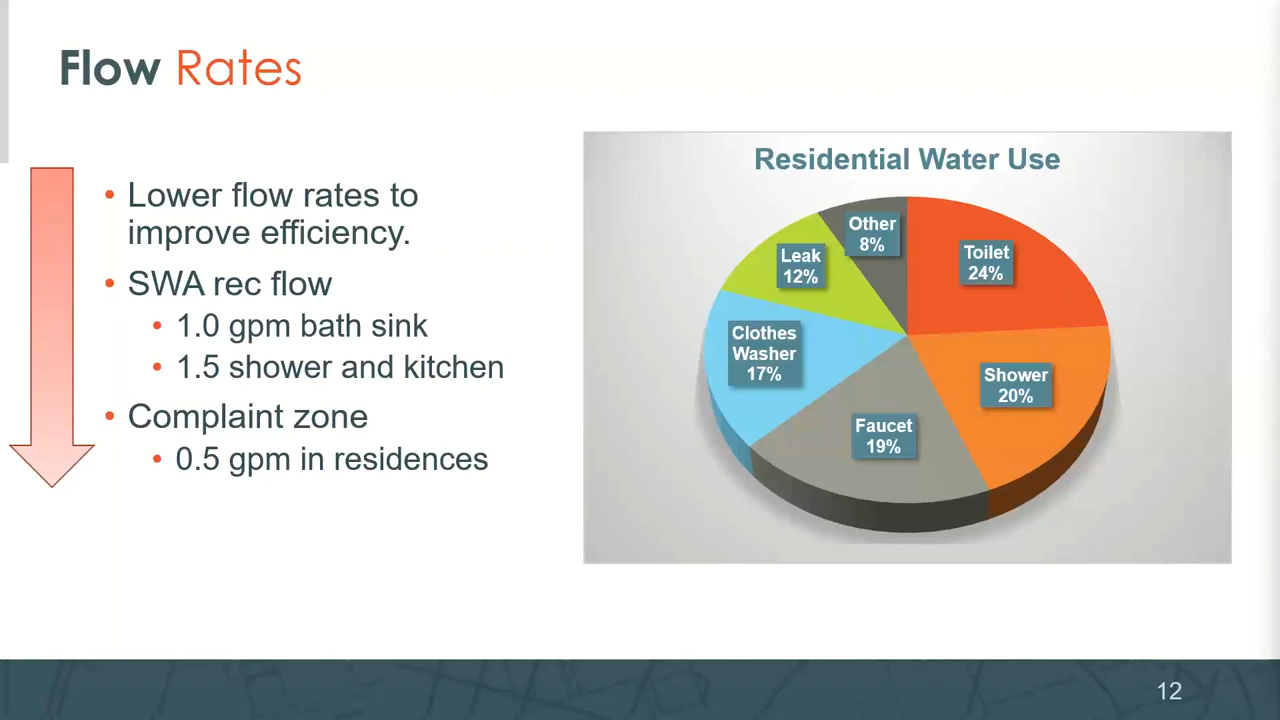 Flow Rates
• Lower flow rates to
improve efficiency.
• SWA rec flow
• 1.0 gpm bath sink
• 1.5 shower and kitchen
• Complaint zone
• 0.5 gpm in residences
Residential Water Use
Other
8%
Toilet
24%
Leak
12%
Clothes
Washer
17%
Shower
20%
Faucet
19%
12